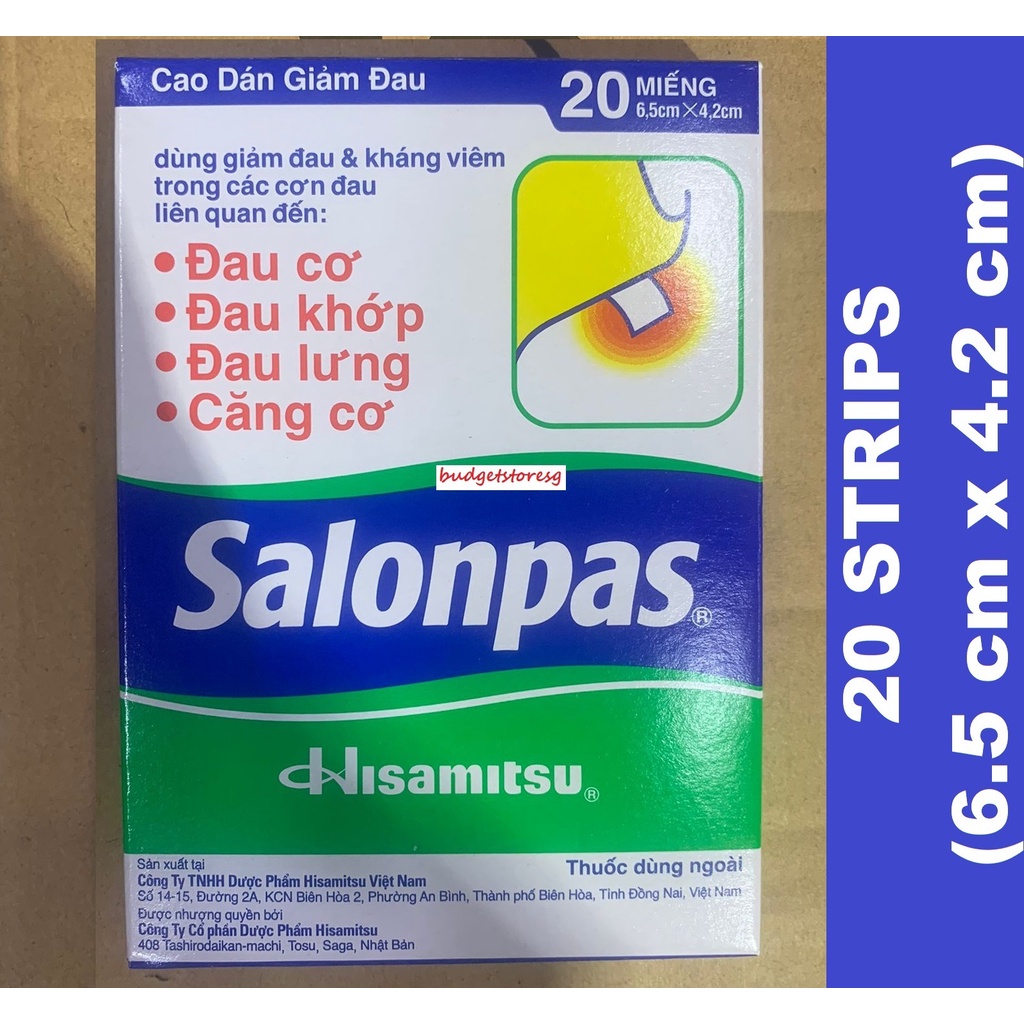 Cao Dán Giảm Đau
20 MIẾNG
6,5cm×4,2cm
dùng giảm đau & kháng viêm
trong các cơn đau
liên quan đến:
• Đau cơ
• Đau khớp
• Đau lưng
• Căng cơ
budgetstoresg
Salonpas®
Hisamitsu®
Sản xuất tại
Công Ty TNHH Dược Phẩm Hisamitsu Việt Nam
Số 14-15, Đường 2A, KCN Biên Hòa 2, Phường An Bình, Thành phố Biên Hòa, Tỉnh Đồng Nai, Việt Nam
Được nhượng quyền bởi
Công Ty Cổ phần Dược Phẩm Hisamitsu
408 Tashirodaikan-machi, Tosu, Saga, Nhật Bản
Thuốc dùng ngoài
20 STRIPS
(6.5 cm x 4.2 cm)